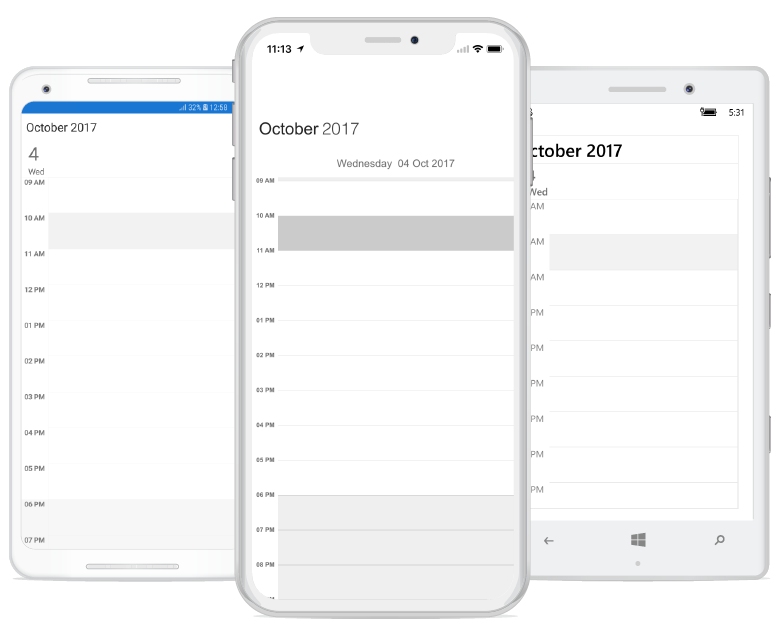 32% 12:58
October 2017
4
Wed
09 AM
10 AM
11 AM
12 PM
01 PM
02 PM
03 PM
04 PM
05 PM
06 PM
07 PM
11:13
October 2017
Wednesday 04 Oct 2017
09 AM
10 AM
11 AM
12 PM
01 PM
02 PM
03 PM
04 PM
05 PM
06 PM
07 PM
08 PM
5:31
ctober 2017
Wed
AM
AM
AM
PM
PM
PM
PM
PM
PM